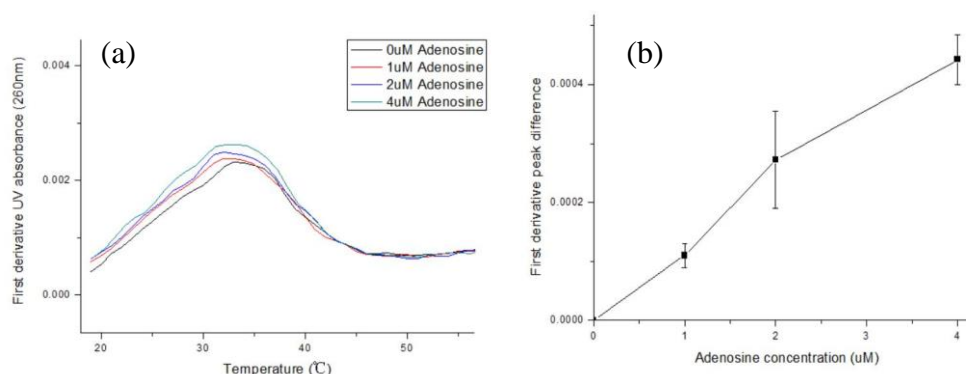 (a)
0uM Adenosine
1uM Adenosine
2uM Adenosine
4uM Adenosine
First derivative UV absorbance (260nm)
0.004
0.002
0.000
20 30 40 50
Temperature (℃)
(b)
First derivative peak difference
0.0004
0.0002
0.0000
0 1 2 3 4
Adenosine concentration (uM)